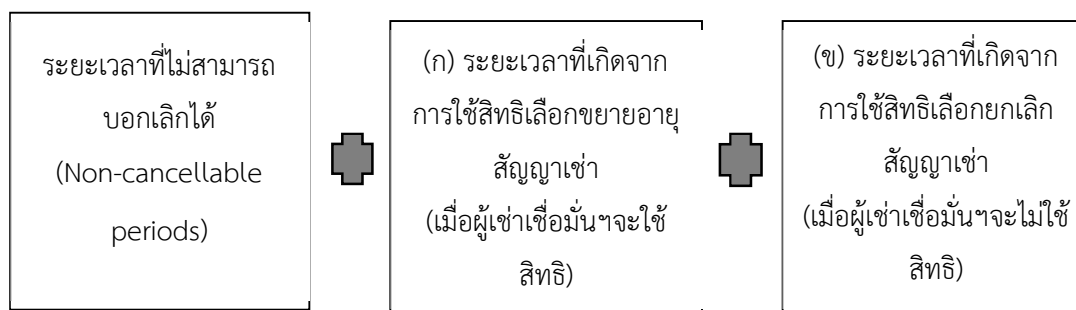 ระยะเวลาที่ไม่สามารถ
บอกเลิกได้
(Non-cancellable
periods)
(ก) ระยะเวลาที่เกิดจาก
การใช้สิทธิเลือกขยายอายุ
สัญญาเช่า
(เมื่อผู้เช่าเชื่อมั่นฯจะใช้
สิทธิ)
(ข) ระยะเวลาที่เกิดจาก
การใช้สิทธิเลือกยกเลิก
สัญญาเช่า
(เมื่อผู้เช่าเชื่อมั่นฯจะไม่ใช้
สิทธิ)